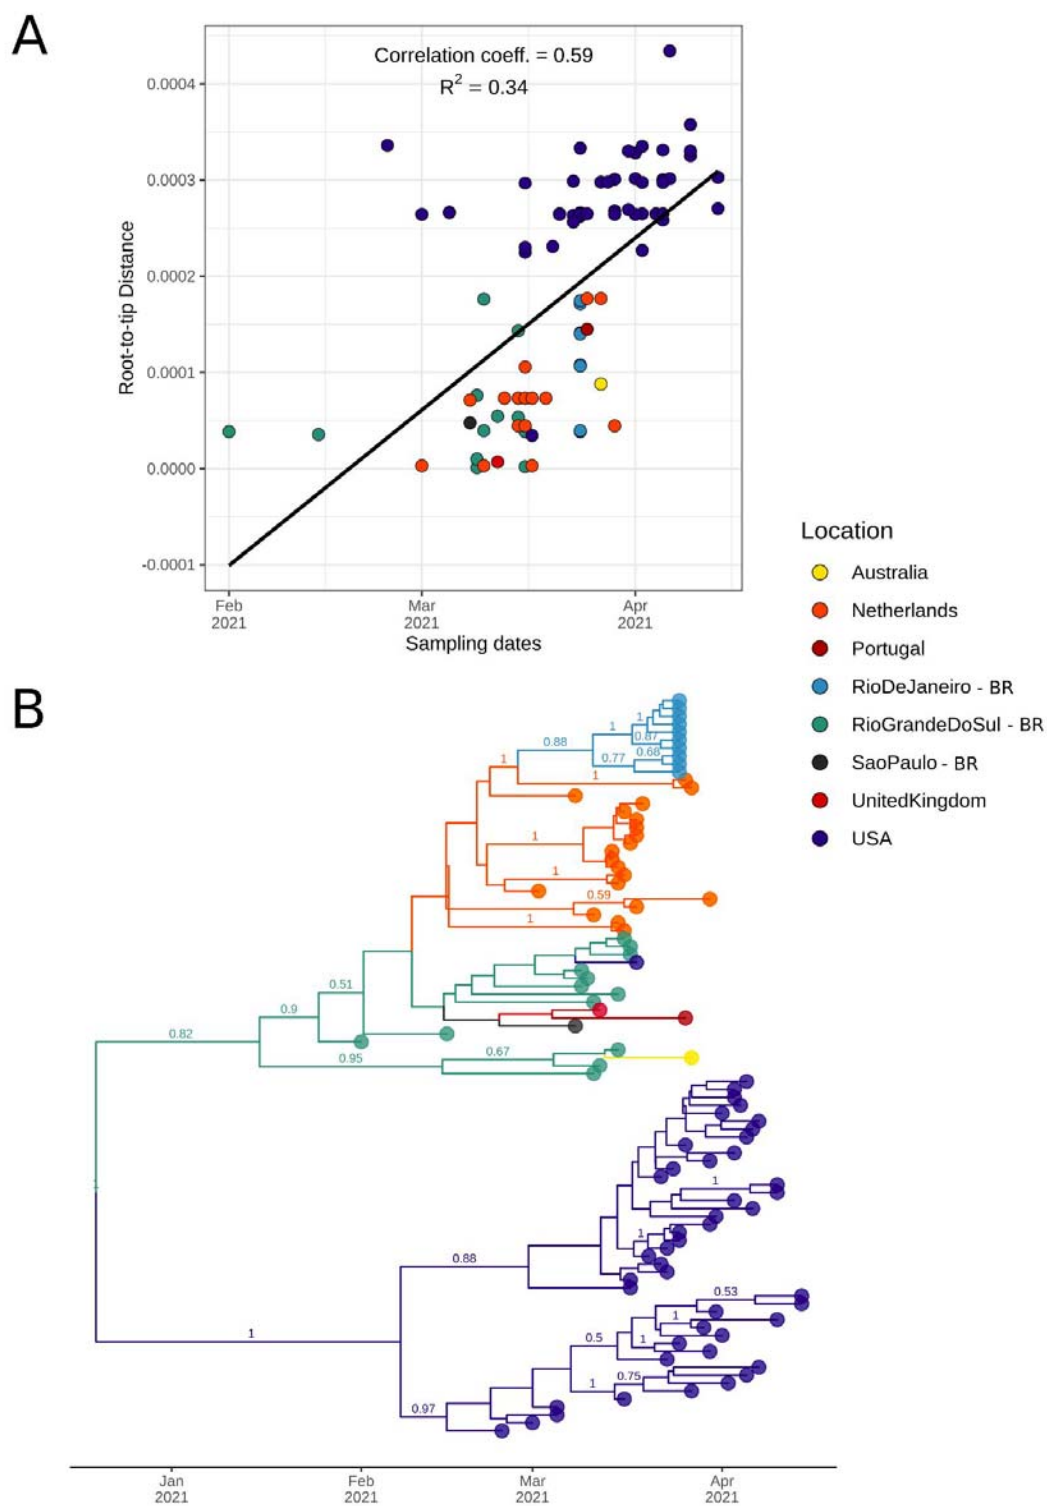 A
Correlation coeff. = 0.59
R2 = 0.34
0.0004
0.0003
0.0002
0.0001
0.0000
-0.0001
Root-to-tip Distance
Feb
2021
Mar
2021
Apr
2021
Sampling dates
Location
Australia
Netherlands
Portugal
RioDeJaneiro - BR
RioGrandeDoSul - BR
SaoPaulo - BR
UnitedKingdom
USA
B
1
1
0.88
0.87
0.77
0.68
1
1
1
1
0.59
1
0.51
0.9
0.82
0.67
0.95
1
1
1
0.88
0.53
1
1
0.5
1
0.75
1
0.97
Jan
2021
Feb
2021
Mar
2021
Apr
2021